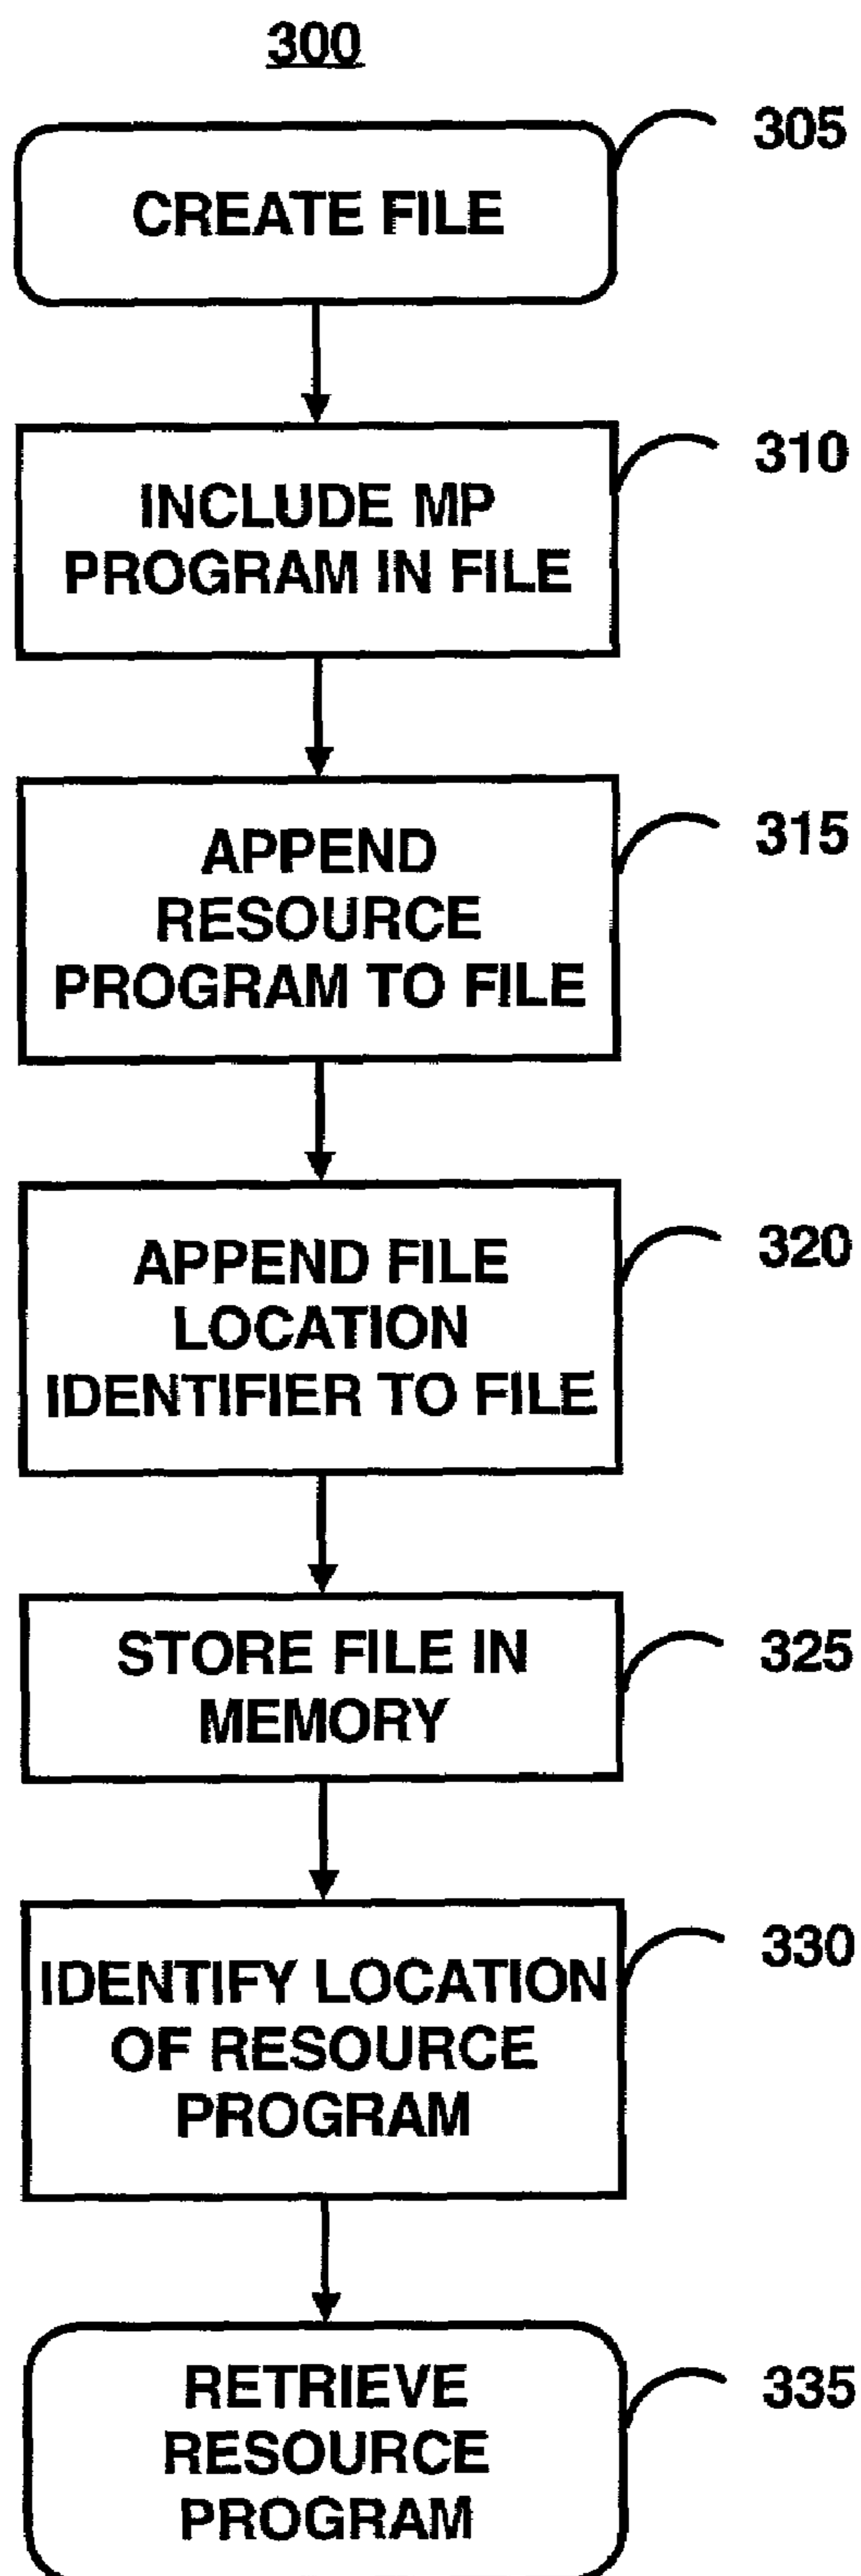 300
305
CREATE FILE
310
INCLUDE MP
PROGRAM IN FILE
315
APPEND
RESOURCE
PROGRAM TO FILE
320
APPEND FILE
LOCATION
IDENTIFIER TO FILE
325
STORE FILE IN
MEMORY
330
IDENTIFY LOCATION
OF RESOURCE
PROGRAM
335
RETRIEVE
RESOURCE
PROGRAM